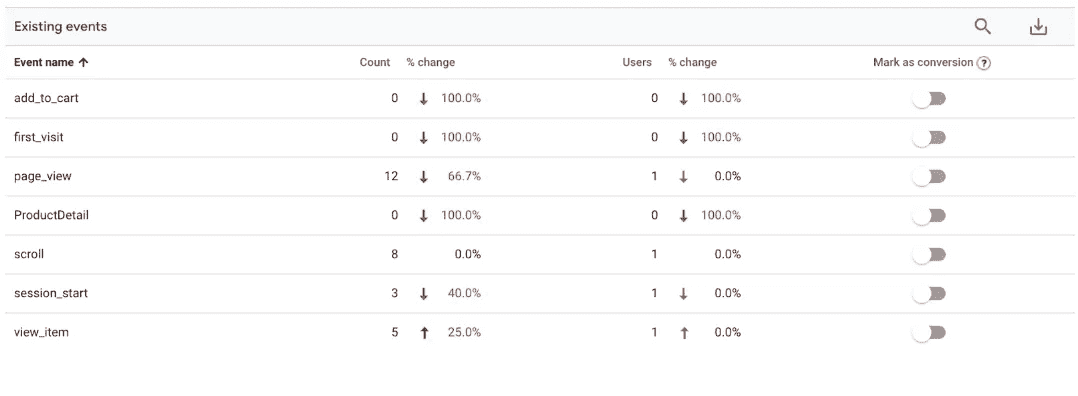 Existing events
Event name ↑ Count % change Users % change Mark as conversion ?
add_to_cart 0 ↓ 100.0% 0 ↓ 100.0%
first_visit 0 ↓ 100.0% 0 ↓ 100.0%
page_view 12 ↓ 66.7% 1 ↓ 0.0%
ProductDetail 0 ↓ 100.0% 0 ↓ 100.0%
scroll 8 0.0% 1 0.0%
session_start 3 ↓ 40.0% 1 ↓ 0.0%
view_item 5 ↑ 25.0% 1 ↑ 0.0%